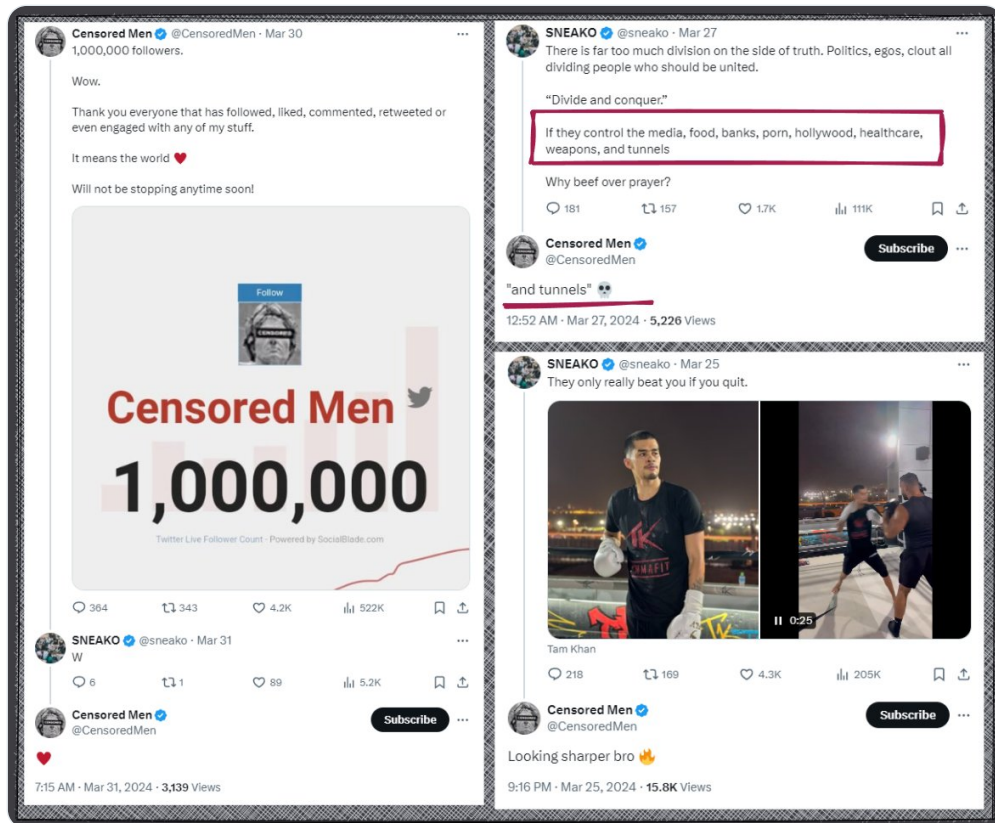 Censored Men @CensoredMen · Mar 30
1,000,000 followers.
Wow.
Thank you everyone that has followed, liked, commented, retweeted or
even engaged with any of my stuff.
It means the world ❤️
Will not be stopping anytime soon!
Follow
CENSORED
Censored Men
1,000,000
Twitter Live Follower Count - Powered by SocialBlade.com
364 343 4.2K 522K
SNEAKO @sneako · Mar 31
W
6 1 89 5.2K
Censored Men
@CensoredMen
Subscribe
❤️
7:15 AM · Mar 31, 2024 · 3,139 Views
SNEAKO @sneako · Mar 27
There is far too much division on the side of truth. Politics, egos, clout all
dividing people who should be united.
“Divide and conquer.”
If they control the media, food, banks, porn, hollywood, healthcare,
weapons, and tunnels
Why beef over prayer?
181 157 1.7K 111K
Censored Men
@CensoredMen
Subscribe
"and tunnels" 💀
12:52 AM · Mar 27, 2024 · 5,226 Views
SNEAKO @sneako · Mar 25
They only really beat you if you quit.
TK
0:25
Tam Khan
218 169 4.3K 205K
Censored Men
@CensoredMen
Subscribe
Looking sharper bro 🔥
9:16 PM · Mar 25, 2024 · 15.8K Views